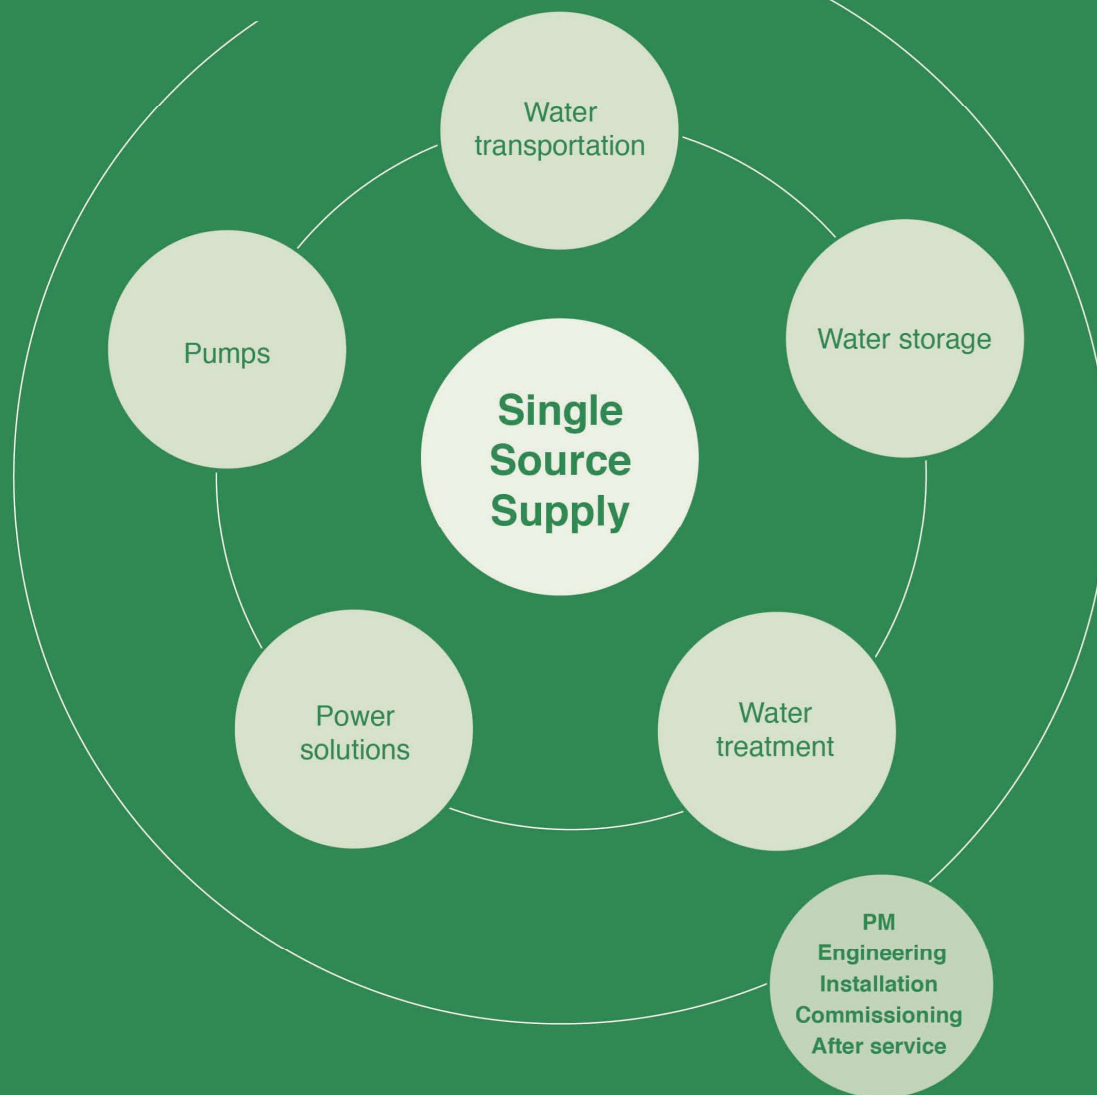 Water
transportation
Pumps
Water storage
Single
Source
Supply
Power
solutions
Water
treatment
PM
Engineering
Installation
Commissioning
After service